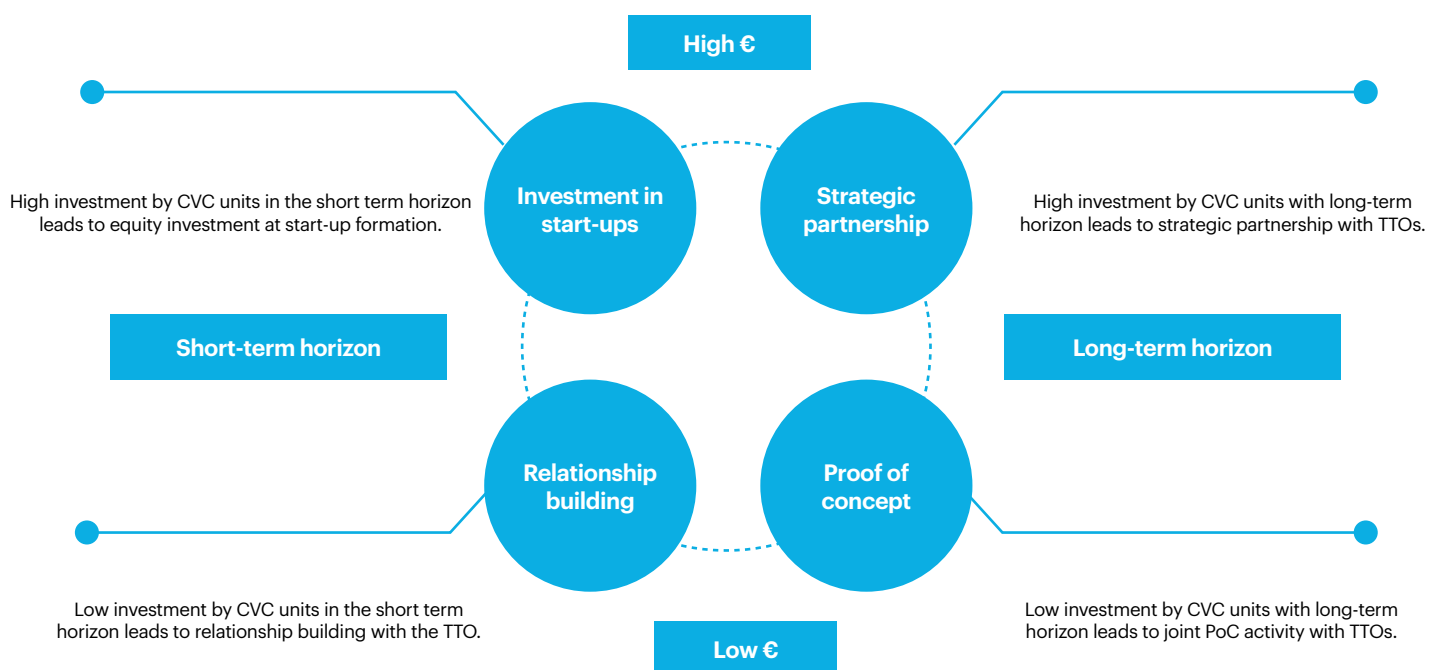 High €
Investment in
start-ups
Strategic
partnership
High investment by CVC units in the short term horizon
leads to equity investment at start-up formation.
High investment by CVC units with long-term
horizon leads to strategic partnership with TTOs.
Short-term horizon
Long-term horizon
Relationship
building
Proof of
concept
Low investment by CVC units in the short term
horizon leads to relationship building with the TTO.
Low investment by CVC units with long-term
horizon leads to joint PoC activity with TTOs.
Low €